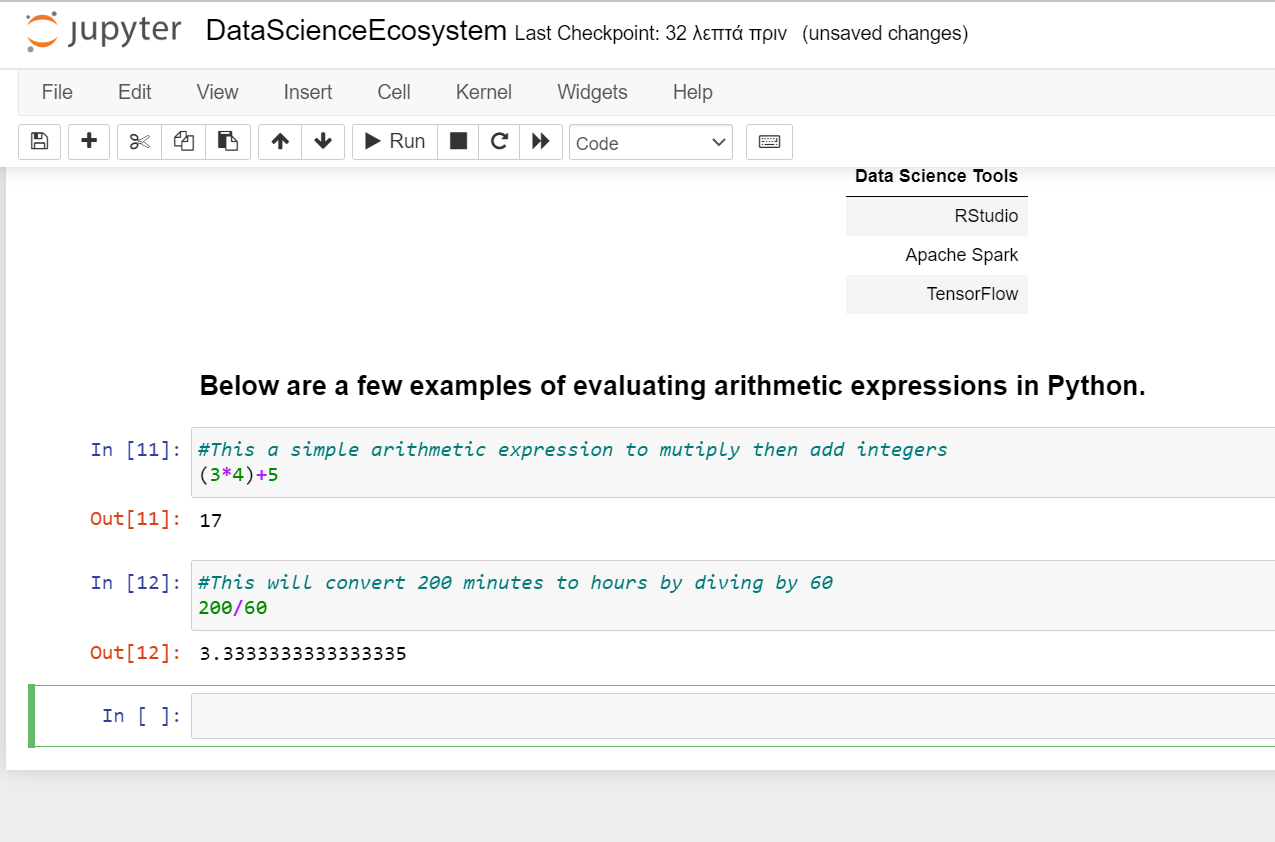 jupyter DataScienceEcosystem Last Checkpoint: 32 λεπτά πριν (unsaved changes)
File Edit View Insert Cell Kernel Widgets Help
Run Code
Data Science Tools
RStudio
Apache Spark
TensorFlow
Below are a few examples of evaluating arithmetic expressions in Python.
In [11]: #This a simple arithmetic expression to mutiply then add integers
(3*4)+5
Out[11]: 17
In [12]: #This will convert 200 minutes to hours by diving by 60
200/60
Out[12]: 3.3333333333333335
In [ ]: